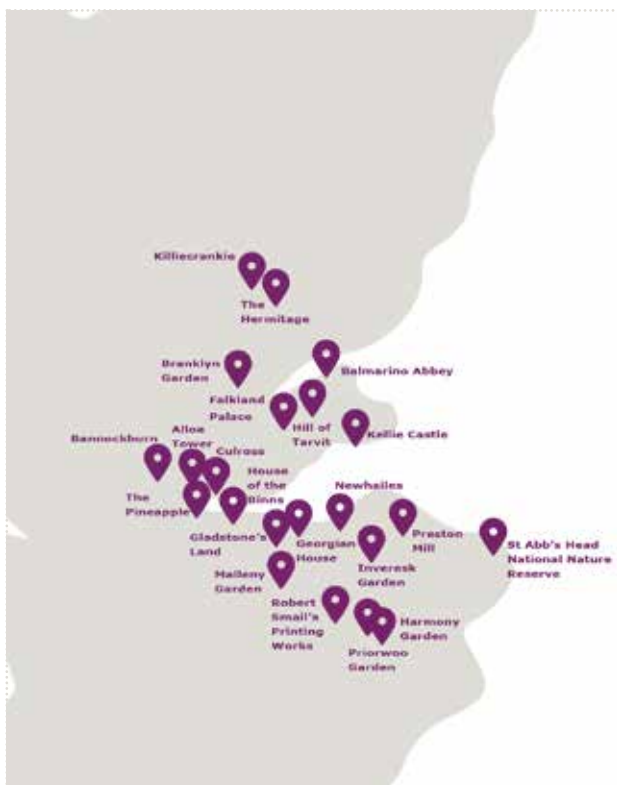 Killiecrankie
The
Hermitage
Branklyn
Garden
Balmarino Abbey
Falkland
Palace
Hill of
Tarvit
Kellie Castle
Bannockburn
Alloa
Tower
Culross
House
of the
Binns
The
Pineapple
Newhailes
Gladstone's
Land
Georgian
House
Preston
Mill
St Abb's Head
National Nature
Reserve
Malleny
Garden
Inveresk
Garden
Robert
Smail's
Printing
Works
Harmony
Garden
Priorwoo
Garden